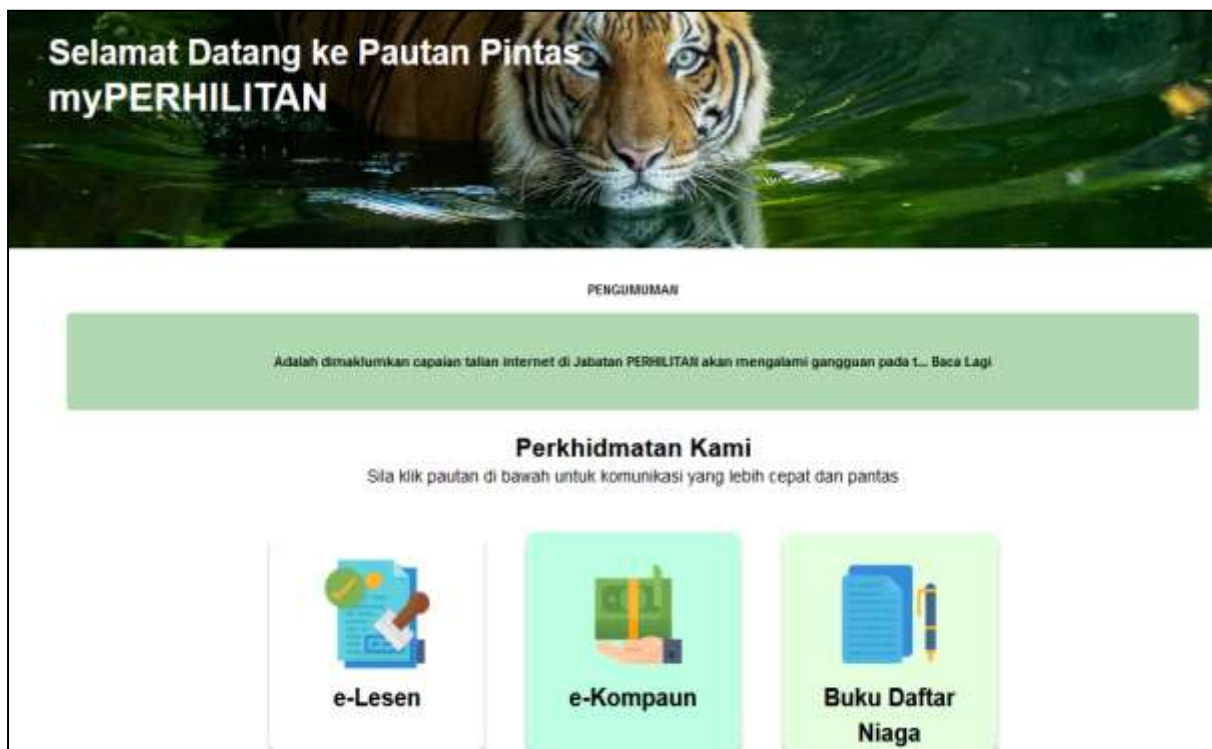 Selamat Datang ke Pautan Pintas
myPERHILITAN
PENGUMUMAN
Adalah dimaklumkan capaian talian internet di Jabatan PERHILITAN akan mengalami gangguan pada t... Baca Lagi
Perkhidmatan Kami
Sila klik pautan di bawah untuk komunikasi yang lebih cepat dan pantas
e-Lesen
e-Kompaun
Buku Daftar
Niaga